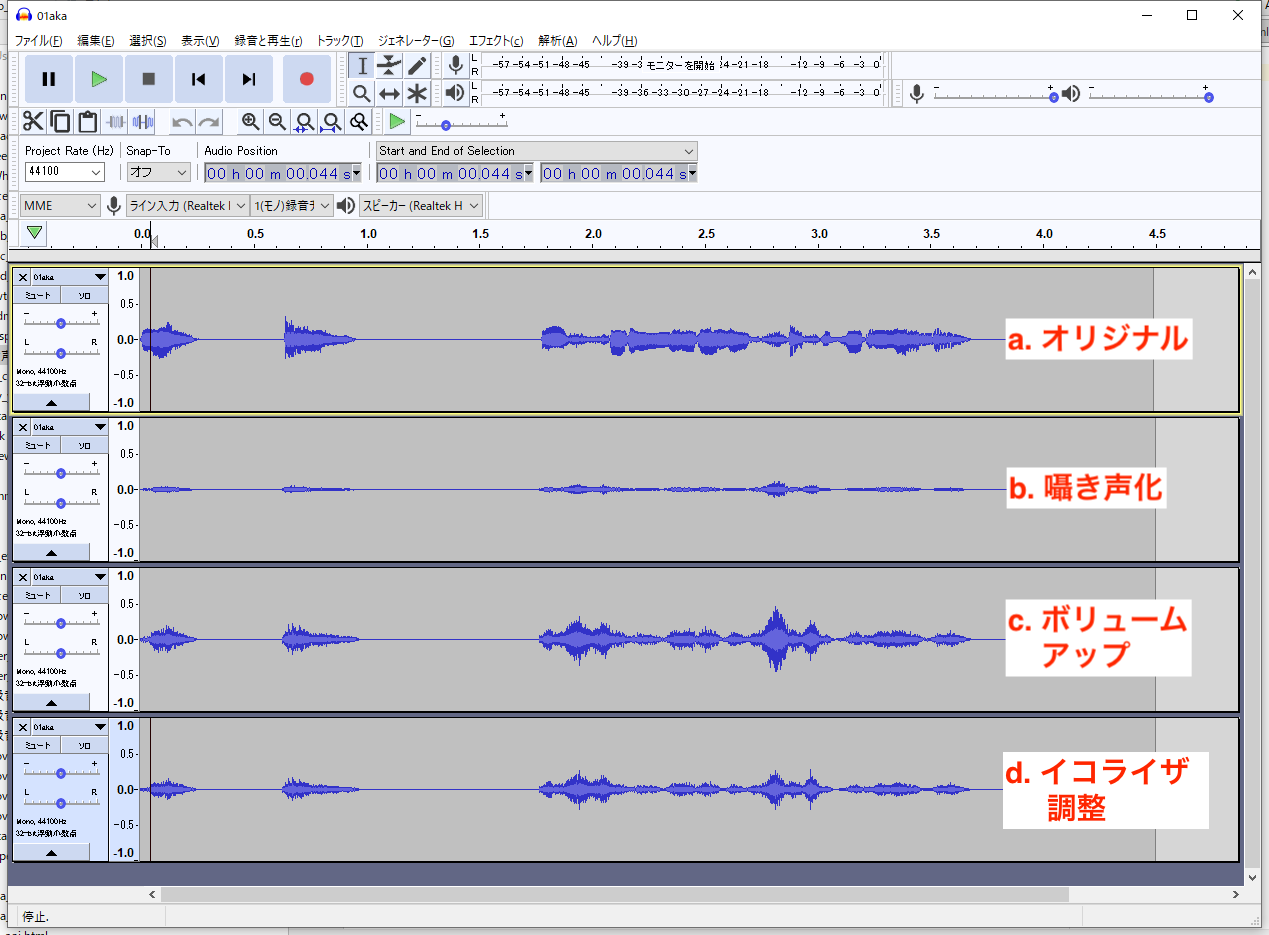 01aka
ファイル(F) 編集(E) 選択(S) 表示(V) 録音と再生(r) トラック(T) ジェネレーター(G) エフェクト(c) 解析(A) ヘルプ(H)
L
R
-57 -54 -51 -48 -45 -39 -3 モニターを開始 24 -21 -18 -12 -9 -6 -3 0
L
R
-57 -54 -51 -48 -45 -39 -36 -33 -30 -27 -24 -21 -18 -12 -9 -6 -3 0
Project Rate (Hz) Snap-To Audio Position Start and End of Selection
44100 オフ 00 h 00 m 00.044 s 00 h 00 m 00.044 s 00 h 00 m 00.044 s
MME ライン入力 (Realtek 1(モノ)録音 スピーカー (Realtek H
0.0 0.5 1.0 1.5 2.0 2.5 3.0 3.5 4.0 4.5
01aka
ミュート ソロ
L R
Mono, 44100Hz
32-bit 浮動小数点
1.0
0.5
0.0
-0.5
-1.0
a. オリジナル
01aka
ミュート ソロ
L R
Mono, 44100Hz
32-bit 浮動小数点
1.0
0.5
0.0
-0.5
-1.0
b. 囁き声化
01aka
ミュート ソロ
L R
Mono, 44100Hz
32-bit 浮動小数点
1.0
0.5
0.0
-0.5
-1.0
c. ボリューム
アップ
01aka
ミュート ソロ
L R
Mono, 44100Hz
32-bit 浮動小数点
1.0
0.5
0.0
-0.5
-1.0
d. イコライザ
調整
停止.